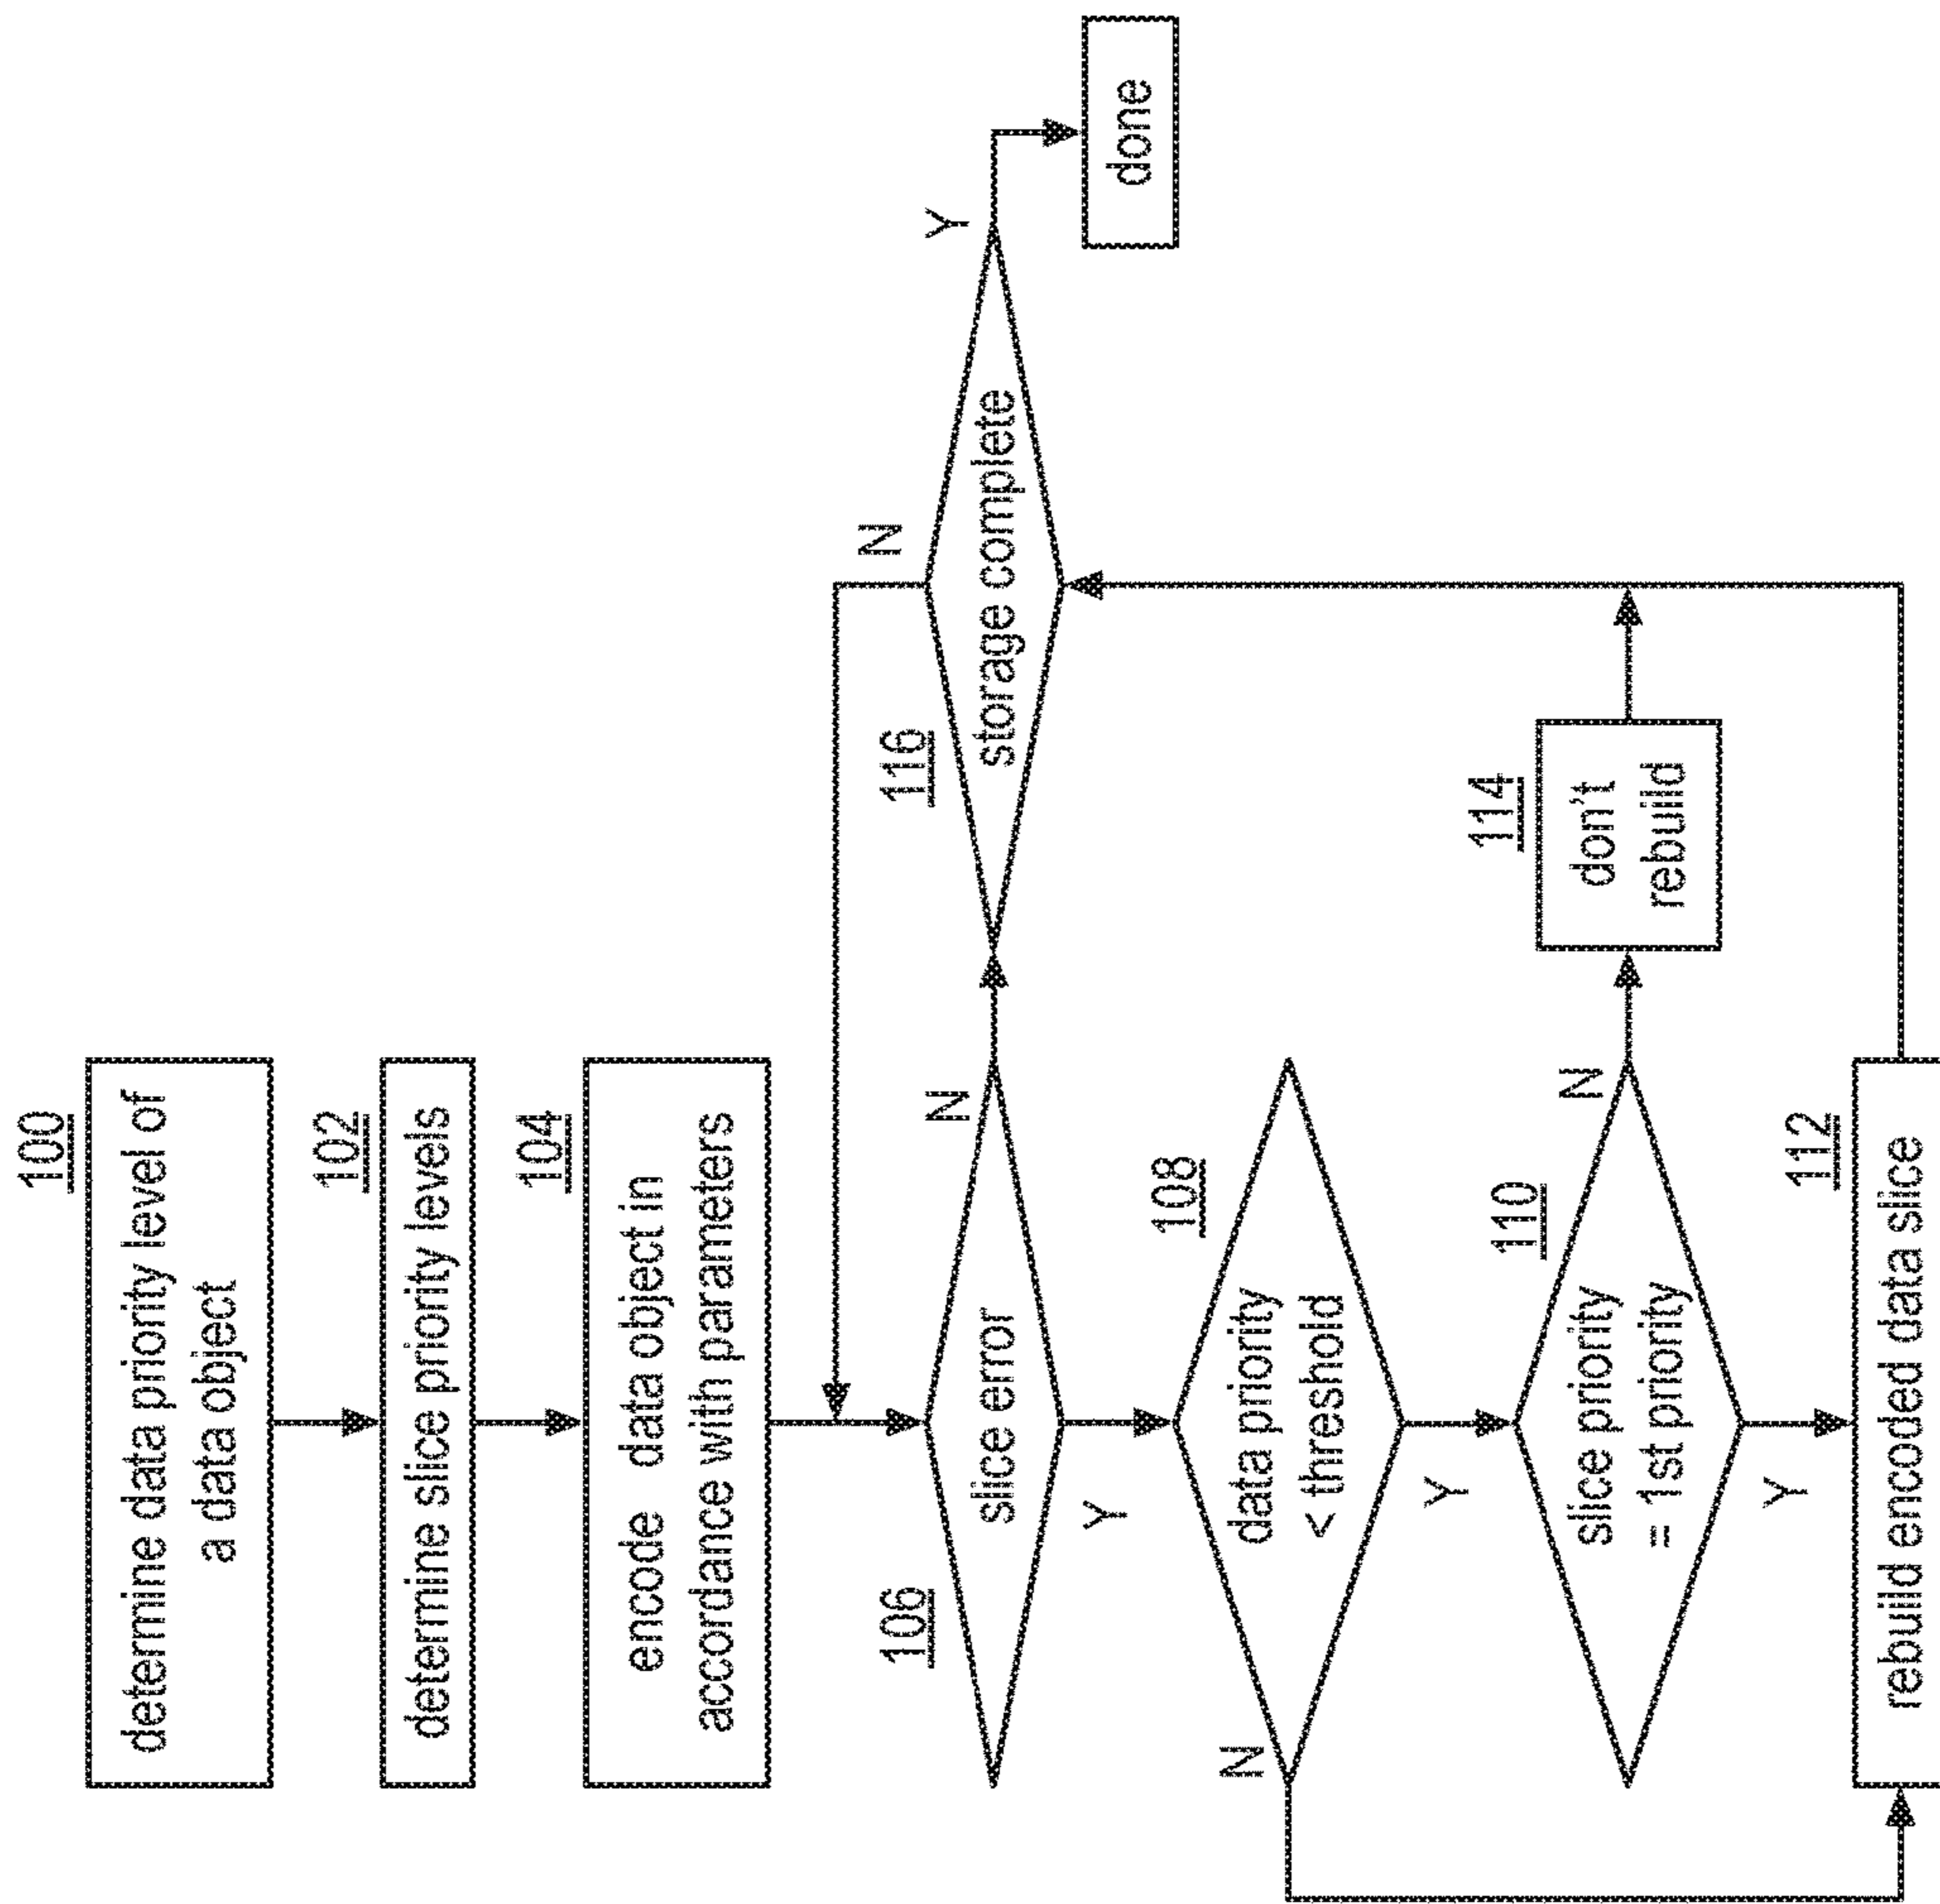 100
determine data priority level of
a data object
102
determine slice priority levels
104
encode data object in
accordance with parameters
106
slice error
N
Y
116
storage complete
N
Y
done
108
data priority
< threshold
N
Y
110
slice priority
= 1st priority
N
Y
114
don't
rebuild
112
rebuild encoded data slice